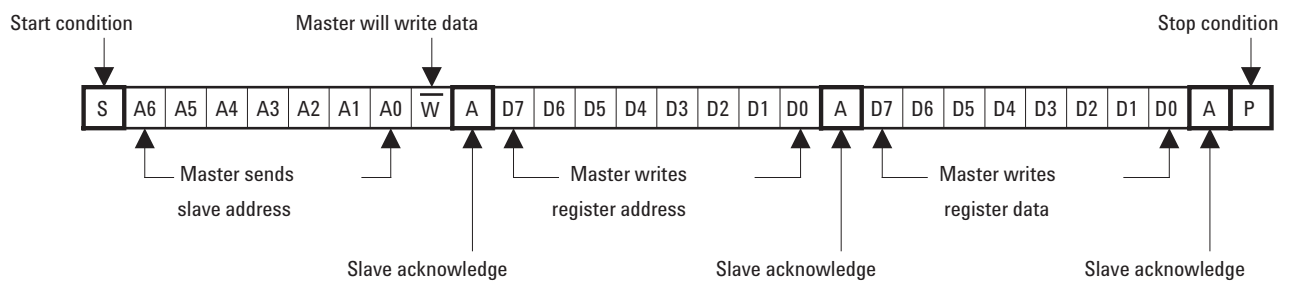 Start condition Master will write data Stop condition
S A6 A5 A4 A3 A2 A1 A0 W̅ A D7 D6 D5 D4 D3 D2 D1 D0 A D7 D6 D5 D4 D3 D2 D1 D0 A P
Master sends Master writes Master writes
slave address register address register data
Slave acknowledge Slave acknowledge Slave acknowledge